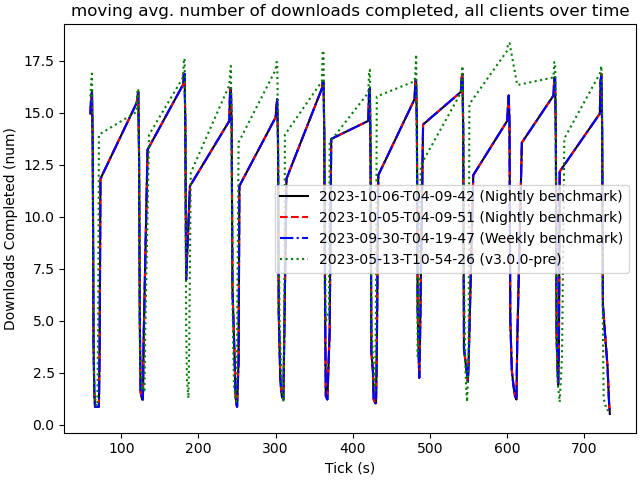 moving avg. number of downloads completed, all clients over time
Downloads Completed (num)
17.5
15.0
12.5
10.0
7.5
5.0
2.5
0.0
2023-10-06-T04-09-42 (Nightly benchmark)
2023-10-05-T04-09-51 (Nightly benchmark)
2023-09-30-T04-19-47 (Weekly benchmark)
2023-05-13-T10-54-26 (v3.0.0-pre)
100 200 300 400 500 600 700
Tick (s)